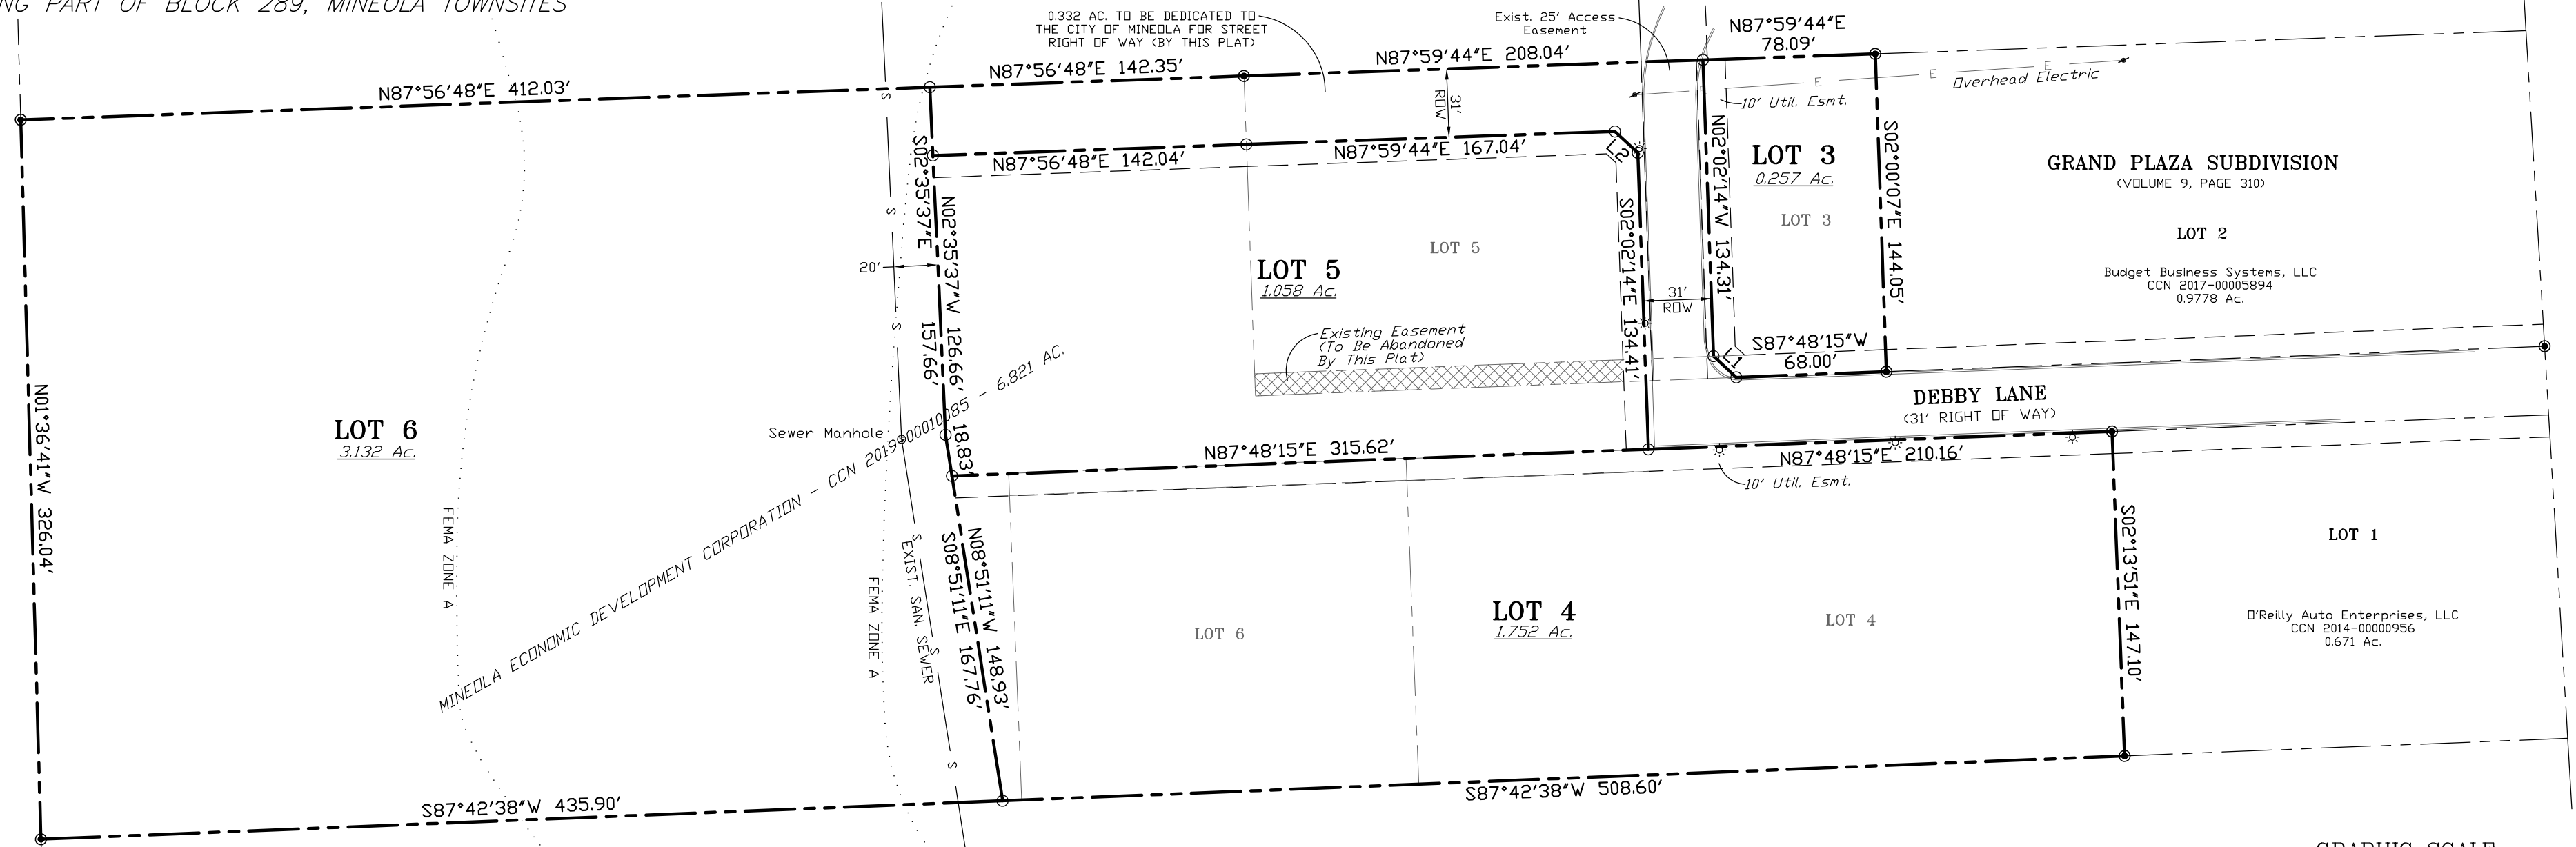 NG PART OF BLOCK 289, MINEOLA TOWNSITES
0.332 AC. TO BE DEDICATED TO
THE CITY OF MINEOLA FOR STREET
RIGHT OF WAY (BY THIS PLAT)
Exist. 25' Access
Easement
N87°59'44"E
78.09'
N87°56'48"E 412.03'
N87°56'48"E 142.35'
N87°59'44"E 208.04'
31'
ROW
E
E
E
E
Overhead Electric
10' Util. Esmt.
S
S02°35'37"E
157.66'
N87°56'48"E 142.04'
N87°59'44"E 167.04'
L2
N02°02'14"W 134.31'
LOT 3
0.257 Ac.
LOT 3
S02°00'07"E 144.05'
GRAND PLAZA SUBDIVISION
(VOLUME 9, PAGE 310)
LOT 2
Budget Business Systems, LLC
CCN 2017-00005894
0.9778 Ac.
S
20'
N02°35'37"W 126.66'
LOT 5
LOT 5
1.058 Ac.
S02°02'14"E 134.41'
31'
ROW
S
Existing Easement
(To Be Abandoned
By This Plat)
L1
S87°48'15"W
68.00'
DEBBY LANE
(31' RIGHT OF WAY)
N01°36'41"W 326.04'
LOT 6
3.132 Ac.
Sewer Manhole
18.83'
N87°48'15"E 315.62'
N87°48'15"E 210.16'
10' Util. Esmt.
MINEOLA ECONOMIC DEVELOPMENT CORPORATION - CCN 2019-00010085 - 6.821 AC.
FEMA ZONE A
FEMA ZONE A
S
EXIST. SAN. SEWER
S
S08°51'11"E 167.76'
N08°51'11"W 148.93'
LOT 6
LOT 4
1.752 Ac.
LOT 4
S02°13'51"E 147.10'
LOT 1
O'Reilly Auto Enterprises, LLC
CCN 2014-00000956
0.671 Ac.
S
S87°42'38"W 435.90'
S87°42'38"W 508.60'
GRAPHIC SCALE